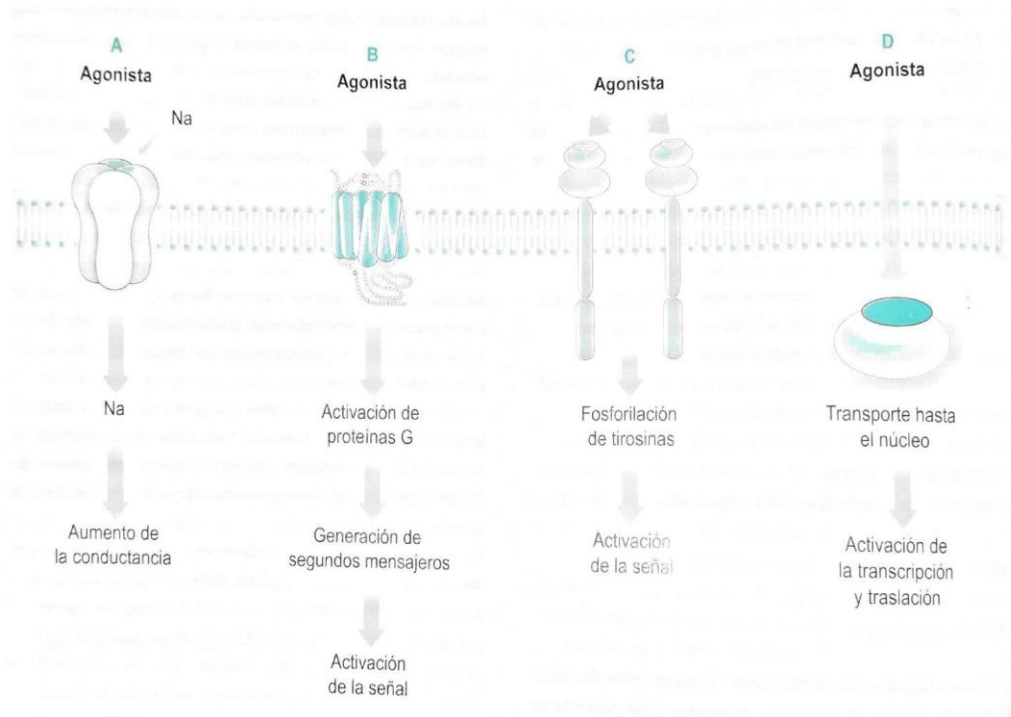 A
Agonista
Na
Na
Aumento de
la conductancia
B
Agonista
Activación de
proteínas G
Generación de
segundos mensajeros
Activación
de la señal
C
Agonista
Fosforilación
de tirosinas
Activación
de la señal
D
Agonista
Transporte hasta
el núcleo
Activación de
la transcripción
y traslación